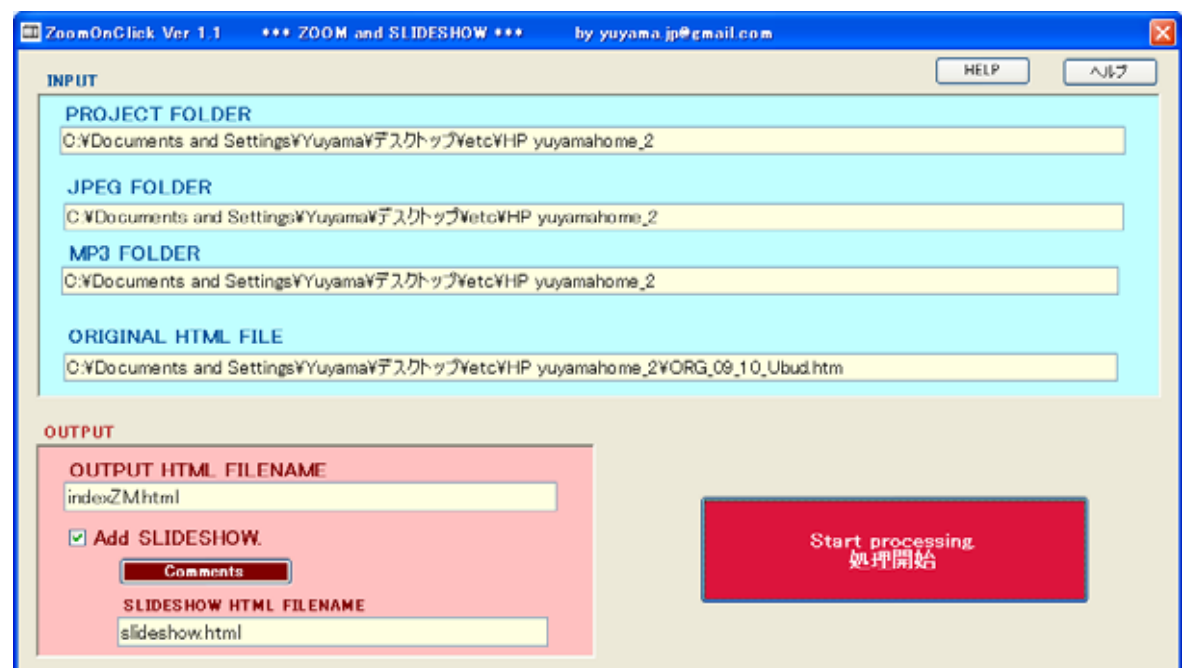 ZoomOnClick Ver 1.1 *** ZOOM and SLIDESHOW *** by yuyama.jp@gmail.com
INPUT HELP ヘルプ
PROJECT FOLDER
C:¥Documents and Settings¥Yuyama¥デスクトップ¥etc¥HP yuyamahome_2
JPEG FOLDER
C:¥Documents and Settings¥Yuyama¥デスクトップ¥etc¥HP yuyamahome_2
MP3 FOLDER
C:¥Documents and Settings¥Yuyama¥デスクトップ¥etc¥HP yuyamahome_2
ORIGINAL HTML FILE
C:¥Documents and Settings¥Yuyama¥デスクトップ¥etc¥HP yuyamahome_2¥ORG_09_10_Ubud.htm
OUTPUT
OUTPUT HTML FILENAME
indexZM.html
Add SLIDESHOW.
Comments
SLIDESHOW HTML FILENAME
slideshow.html
Start processing
処理開始